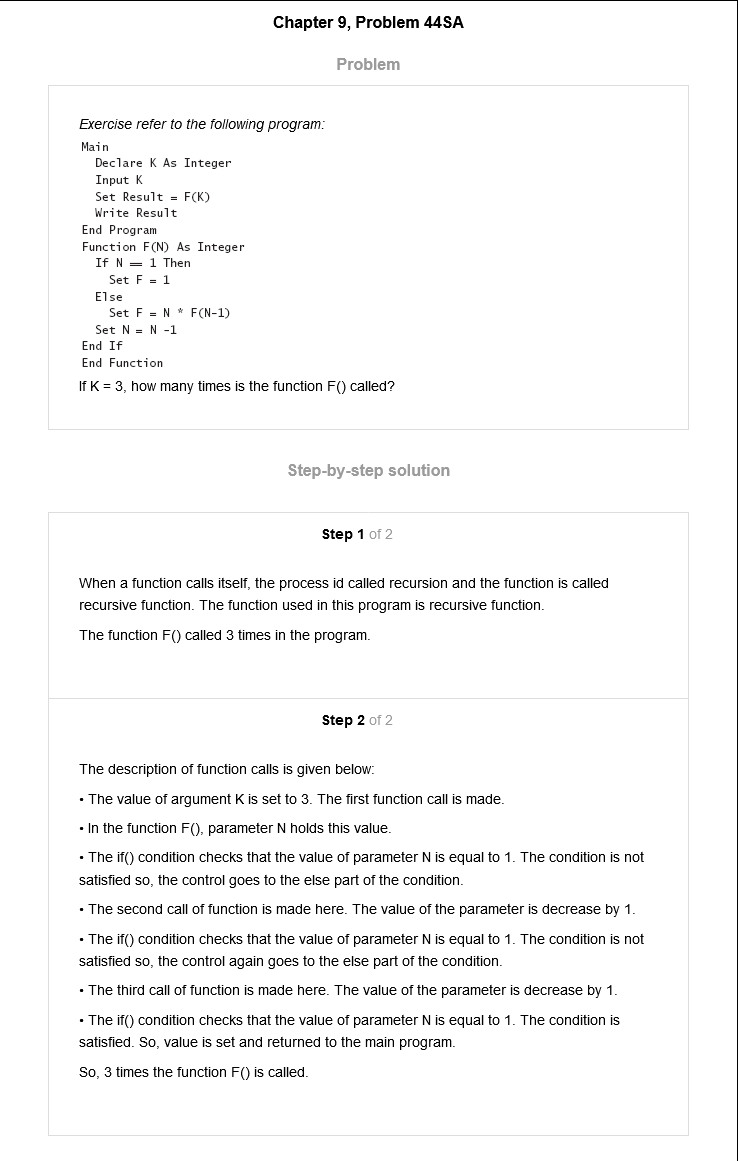 Chapter 9, Problem 44SA
Problem
Exercise refer to the following program:
Main
Declare K As Integer
Input K
Set Result = F(K)
Write Result
End Program
Function F(N) As Integer
If N == 1 Then
Set F = 1
Else
Set F = N * F(N-1)
Set N = N -1
End If
End Function
If K = 3, how many times is the function F() called?
Step-by-step solution
Step 1 of 2
When a function calls itself, the process id called recursion and the function is called
recursive function. The function used in this program is recursive function.
The function F() called 3 times in the program.
Step 2 of 2
The description of function calls is given below:
• The value of argument K is set to 3. The first function call is made.
• In the function F(), parameter N holds this value.
• The if() condition checks that the value of parameter N is equal to 1. The condition is not
satisfied so, the control goes to the else part of the condition.
• The second call of function is made here. The value of the parameter is decrease by 1.
• The if() condition checks that the value of parameter N is equal to 1. The condition is not
satisfied so, the control again goes to the else part of the condition.
• The third call of function is made here. The value of the parameter is decrease by 1.
• The if() condition checks that the value of parameter N is equal to 1. The condition is
satisfied. So, value is set and returned to the main program.
So, 3 times the function F() is called.